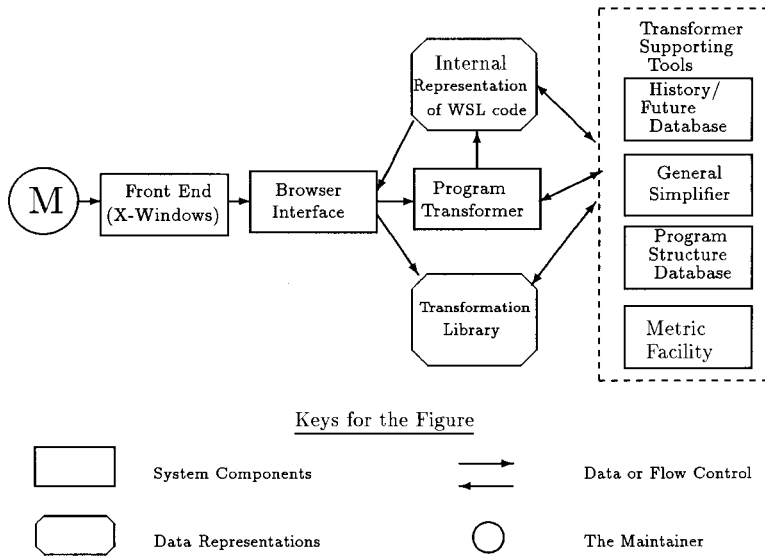 Transformer
Supporting
Tools
Internal
Representation
of WSL code
History/
Future
Database
M
Front End
(X-Windows)
Browser
Interface
Program
Transformer
General
Simplifier
Program
Structure
Database
Transformation
Library
Metric
Facility
Keys for the Figure
System Components
Data or Flow Control
Data Representations
The Maintainer